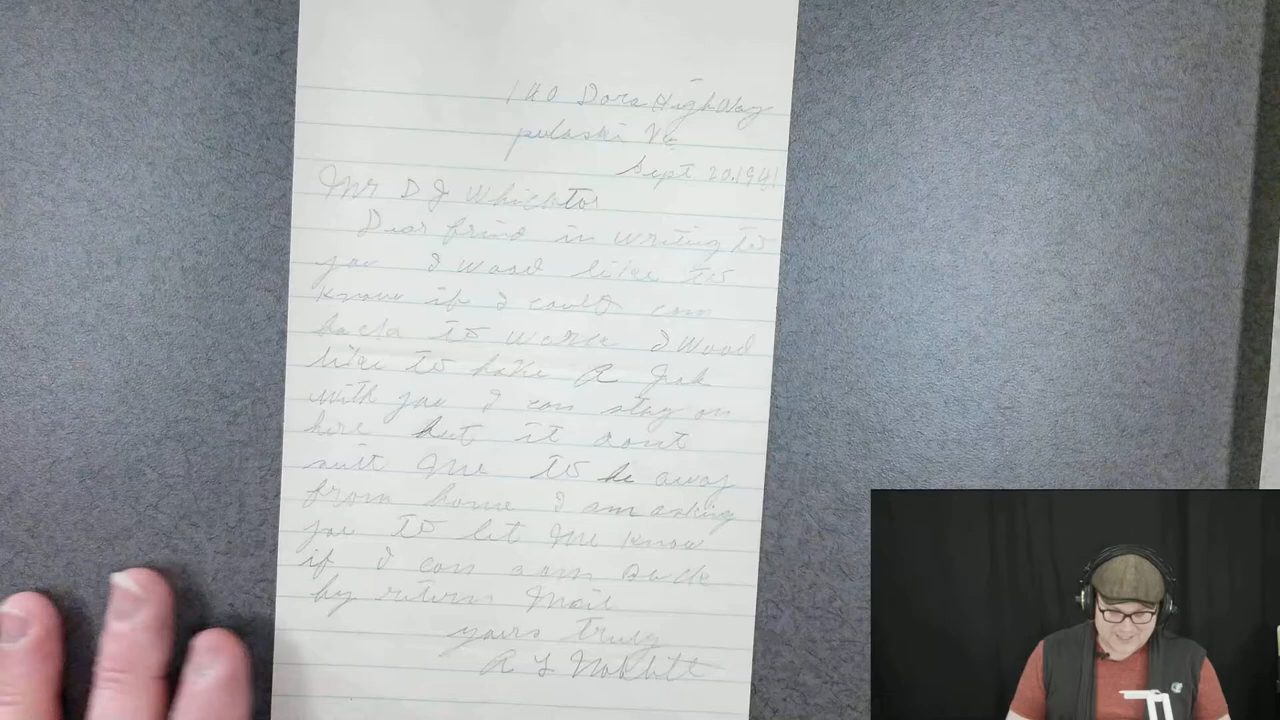 140 Dora HighWay
pulaski Va
Sept 20.1941
Mr D J
Dear frind in writing to
you I Wood like to
know if I could com
back to worke I Wood
like to have A Job
with you I can stay on
here but it dont
suit Me to be away
from home I am asking
you to let Me know
if I can com back
by return Mail
yours truly
A L Noblitt